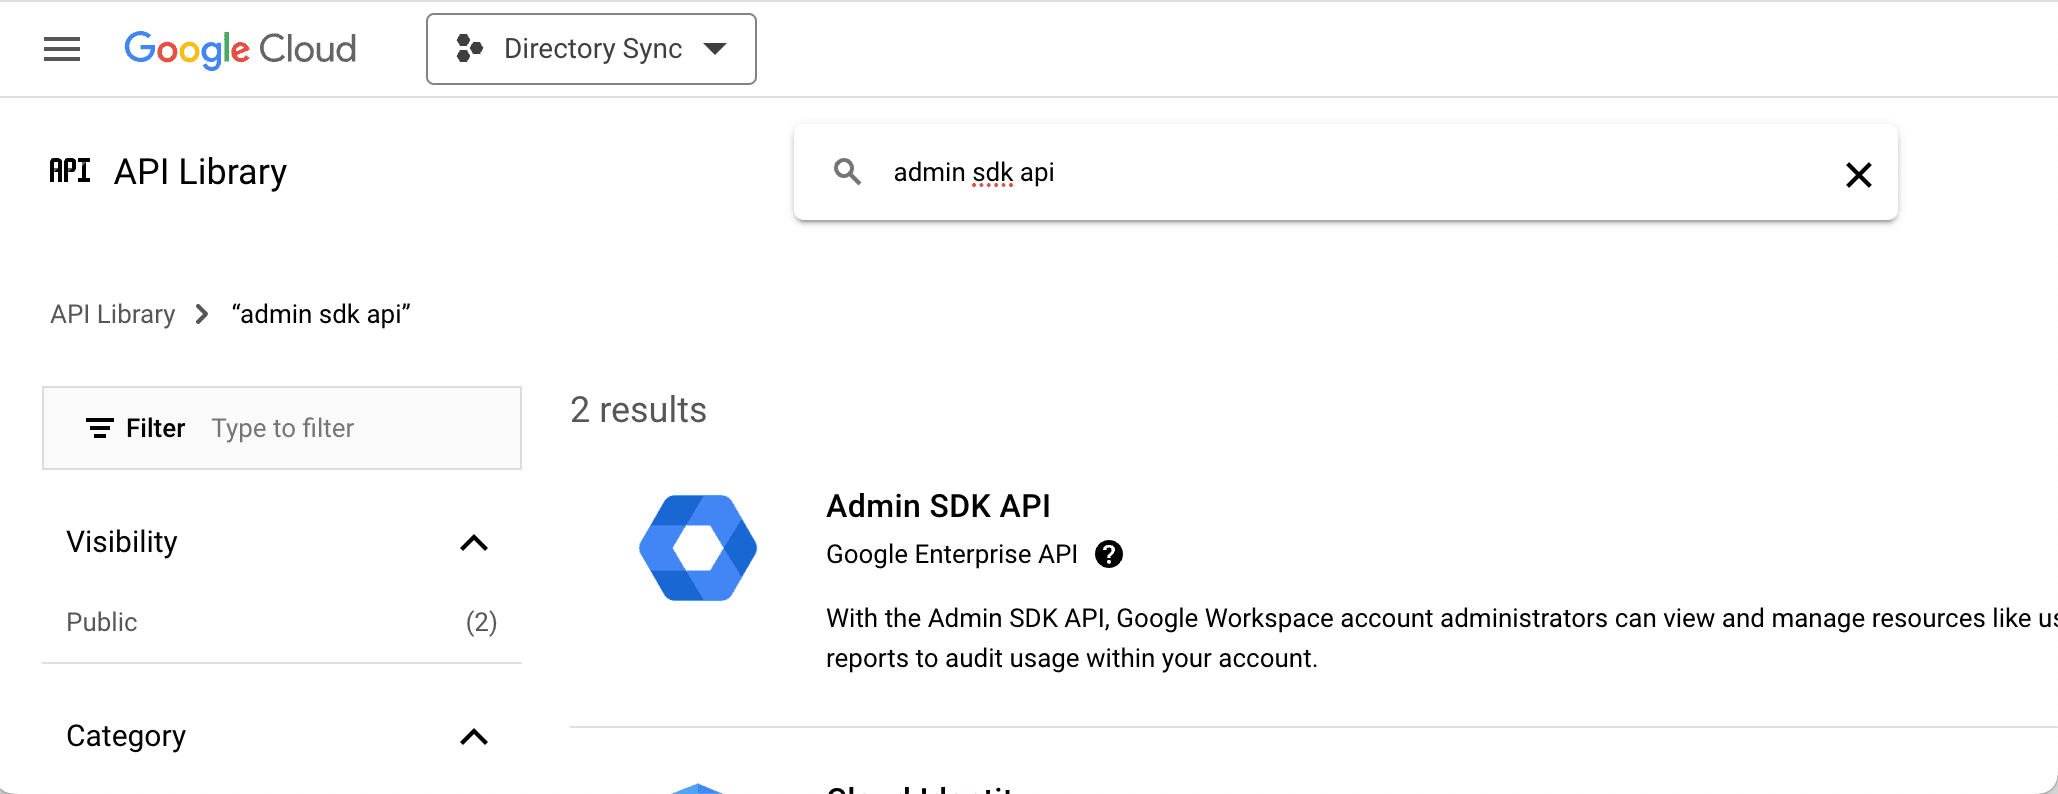 Google Cloud
Directory Sync
API API Library
admin sdk api
API Library “admin sdk api”
Filter Type to filter
2 results
Admin SDK API
Google Enterprise API
Visibility
With the Admin SDK API, Google Workspace account administrators can view and manage resources like
Public (2)
reports to audit usage within your account.
Category
Cloud